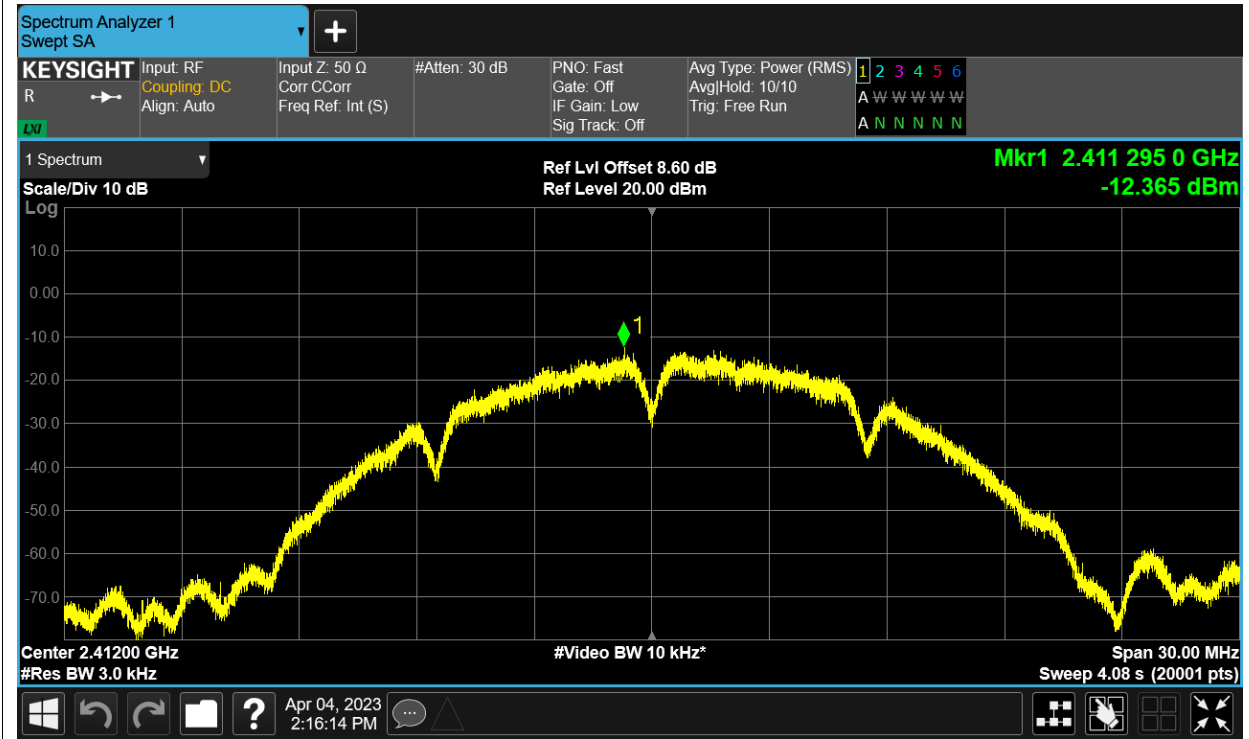 Spectrum Analyzer 1
Swept SA
KEYSIGHT
R
LXI
Input: RF
Coupling: DC
Align: Auto
Input Z: 50 Ω
Corr CCorr
Freq Ref: Int (S)
#Atten: 30 dB
PNO: Fast
Gate: Off
IF Gain: Low
Sig Track: Off
Avg Type: Power (RMS)
Avg|Hold: 10/10
Trig: Free Run
1 2 3 4 5 6
A W W W W W
A N N N N N
1 Spectrum
Scale/Div 10 dB
Ref Lvl Offset 8.60 dB
Ref Level 20.00 dBm
Mkr1 2.411 295 0 GHz
-12.365 dBm
Log
10.0
0.00
-10.0
-20.0
-30.0
-40.0
-50.0
-60.0
-70.0
1
Center 2.41200 GHz
#Res BW 3.0 kHz
#Video BW 10 kHz*
Span 30.00 MHz
Sweep 4.08 s (20001 pts)
?
Apr 04, 2023
2:16:14 PM